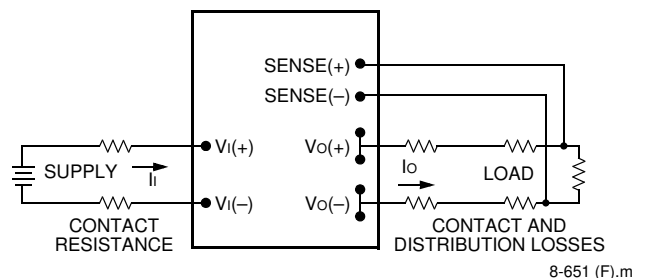 SENSE(+)
SENSE(–)
VI(+)
VO(+)
SUPPLY
II
IO
LOAD
VI(–)
VO(–)
CONTACT
RESISTANCE
CONTACT AND
DISTRIBUTION LOSSES
8-651 (F).m